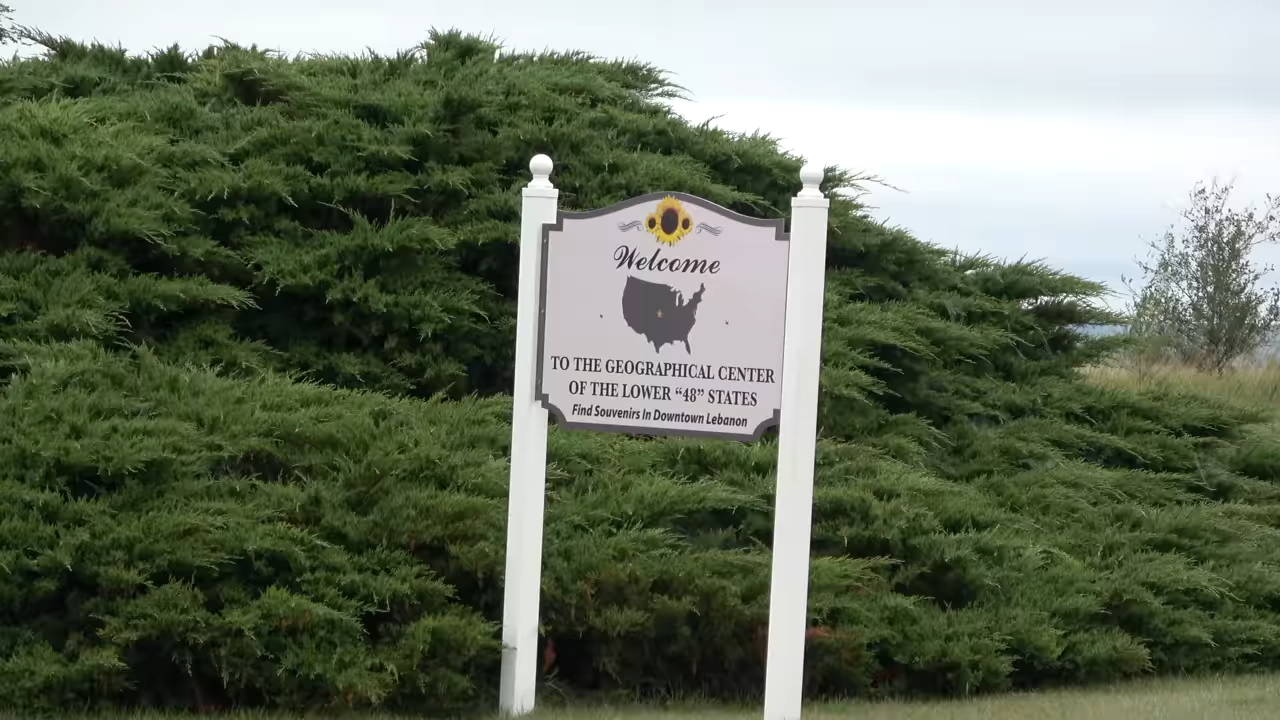 Welcome
TO THE GEOGRAPHICAL CENTER
OF THE LOWER “48” STATES
Find Souvenirs In Downtown Lebanon